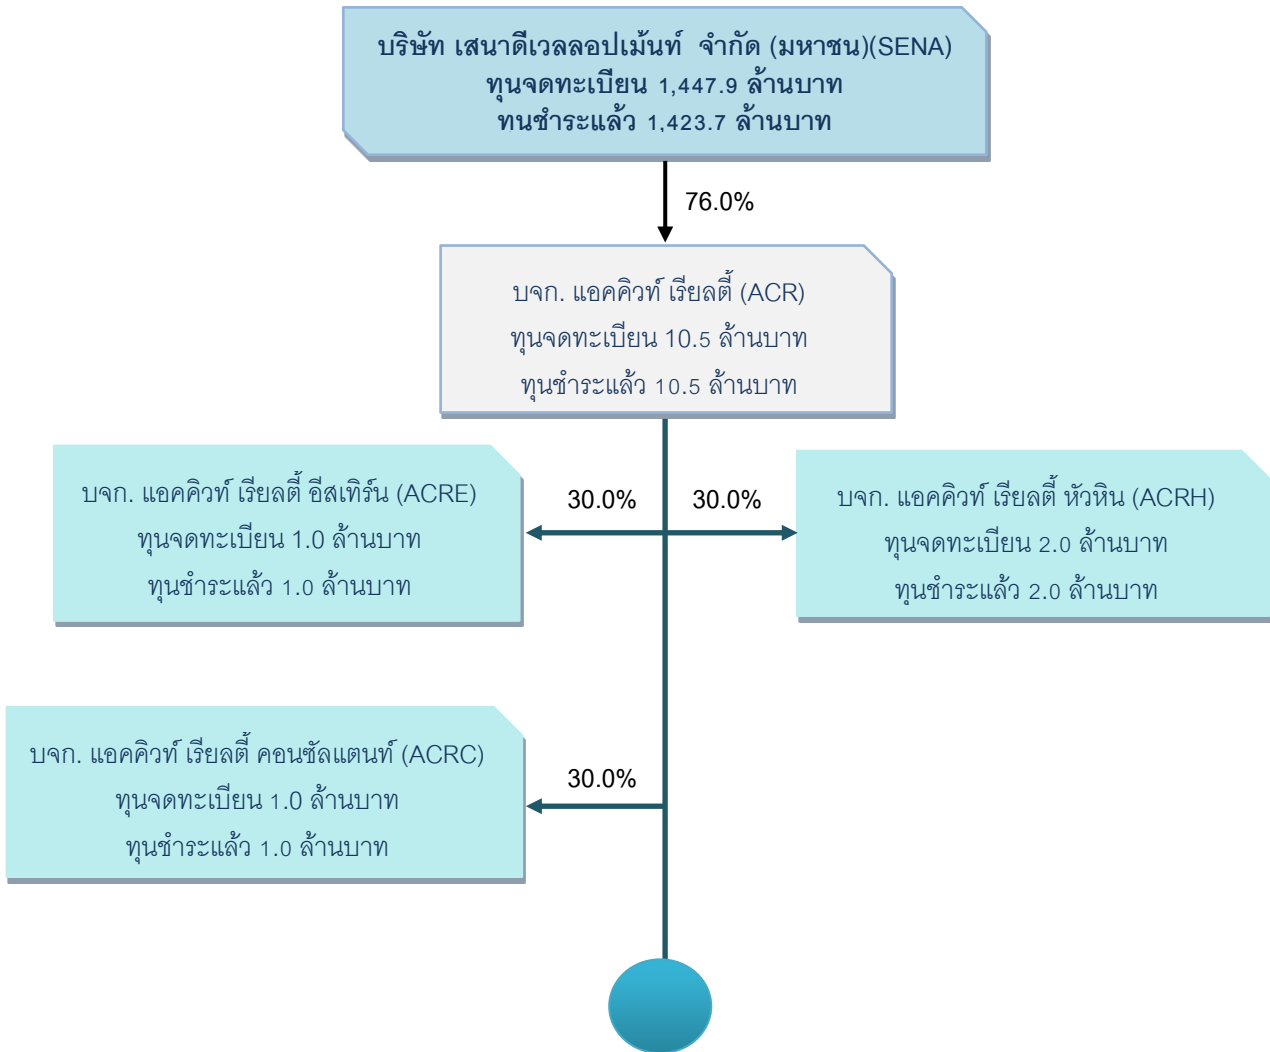 บริษัท เสนาดีเวลลอปเม้นท์ จำกัด (มหาชน)(SENA)
ทุนจดทะเบียน 1,447.9 ล้านบาท
ทนชำระแล้ว 1,423.7 ล้านบาท
76.0%
บจก. แอคคิวท์ เรียลตี้ (ACR)
ทุนจดทะเบียน 10.5 ล้านบาท
ทุนชำระแล้ว 10.5 ล้านบาท
บจก. แอคคิวท์ เรียลตี้ อีสเทิร์น (ACRE)
ทุนจดทะเบียน 1.0 ล้านบาท
ทุนชำระแล้ว 1.0 ล้านบาท
30.0%
30.0%
บจก. แอคคิวท์ เรียลตี้ หัวหิน (ACRH)
ทุนจดทะเบียน 2.0 ล้านบาท
ทุนชำระแล้ว 2.0 ล้านบาท
บจก. แอคคิวท์ เรียลตี้ คอนซัลแตนท์ (ACRC)
ทุนจดทะเบียน 1.0 ล้านบาท
ทุนชำระแล้ว 1.0 ล้านบาท
30.0%